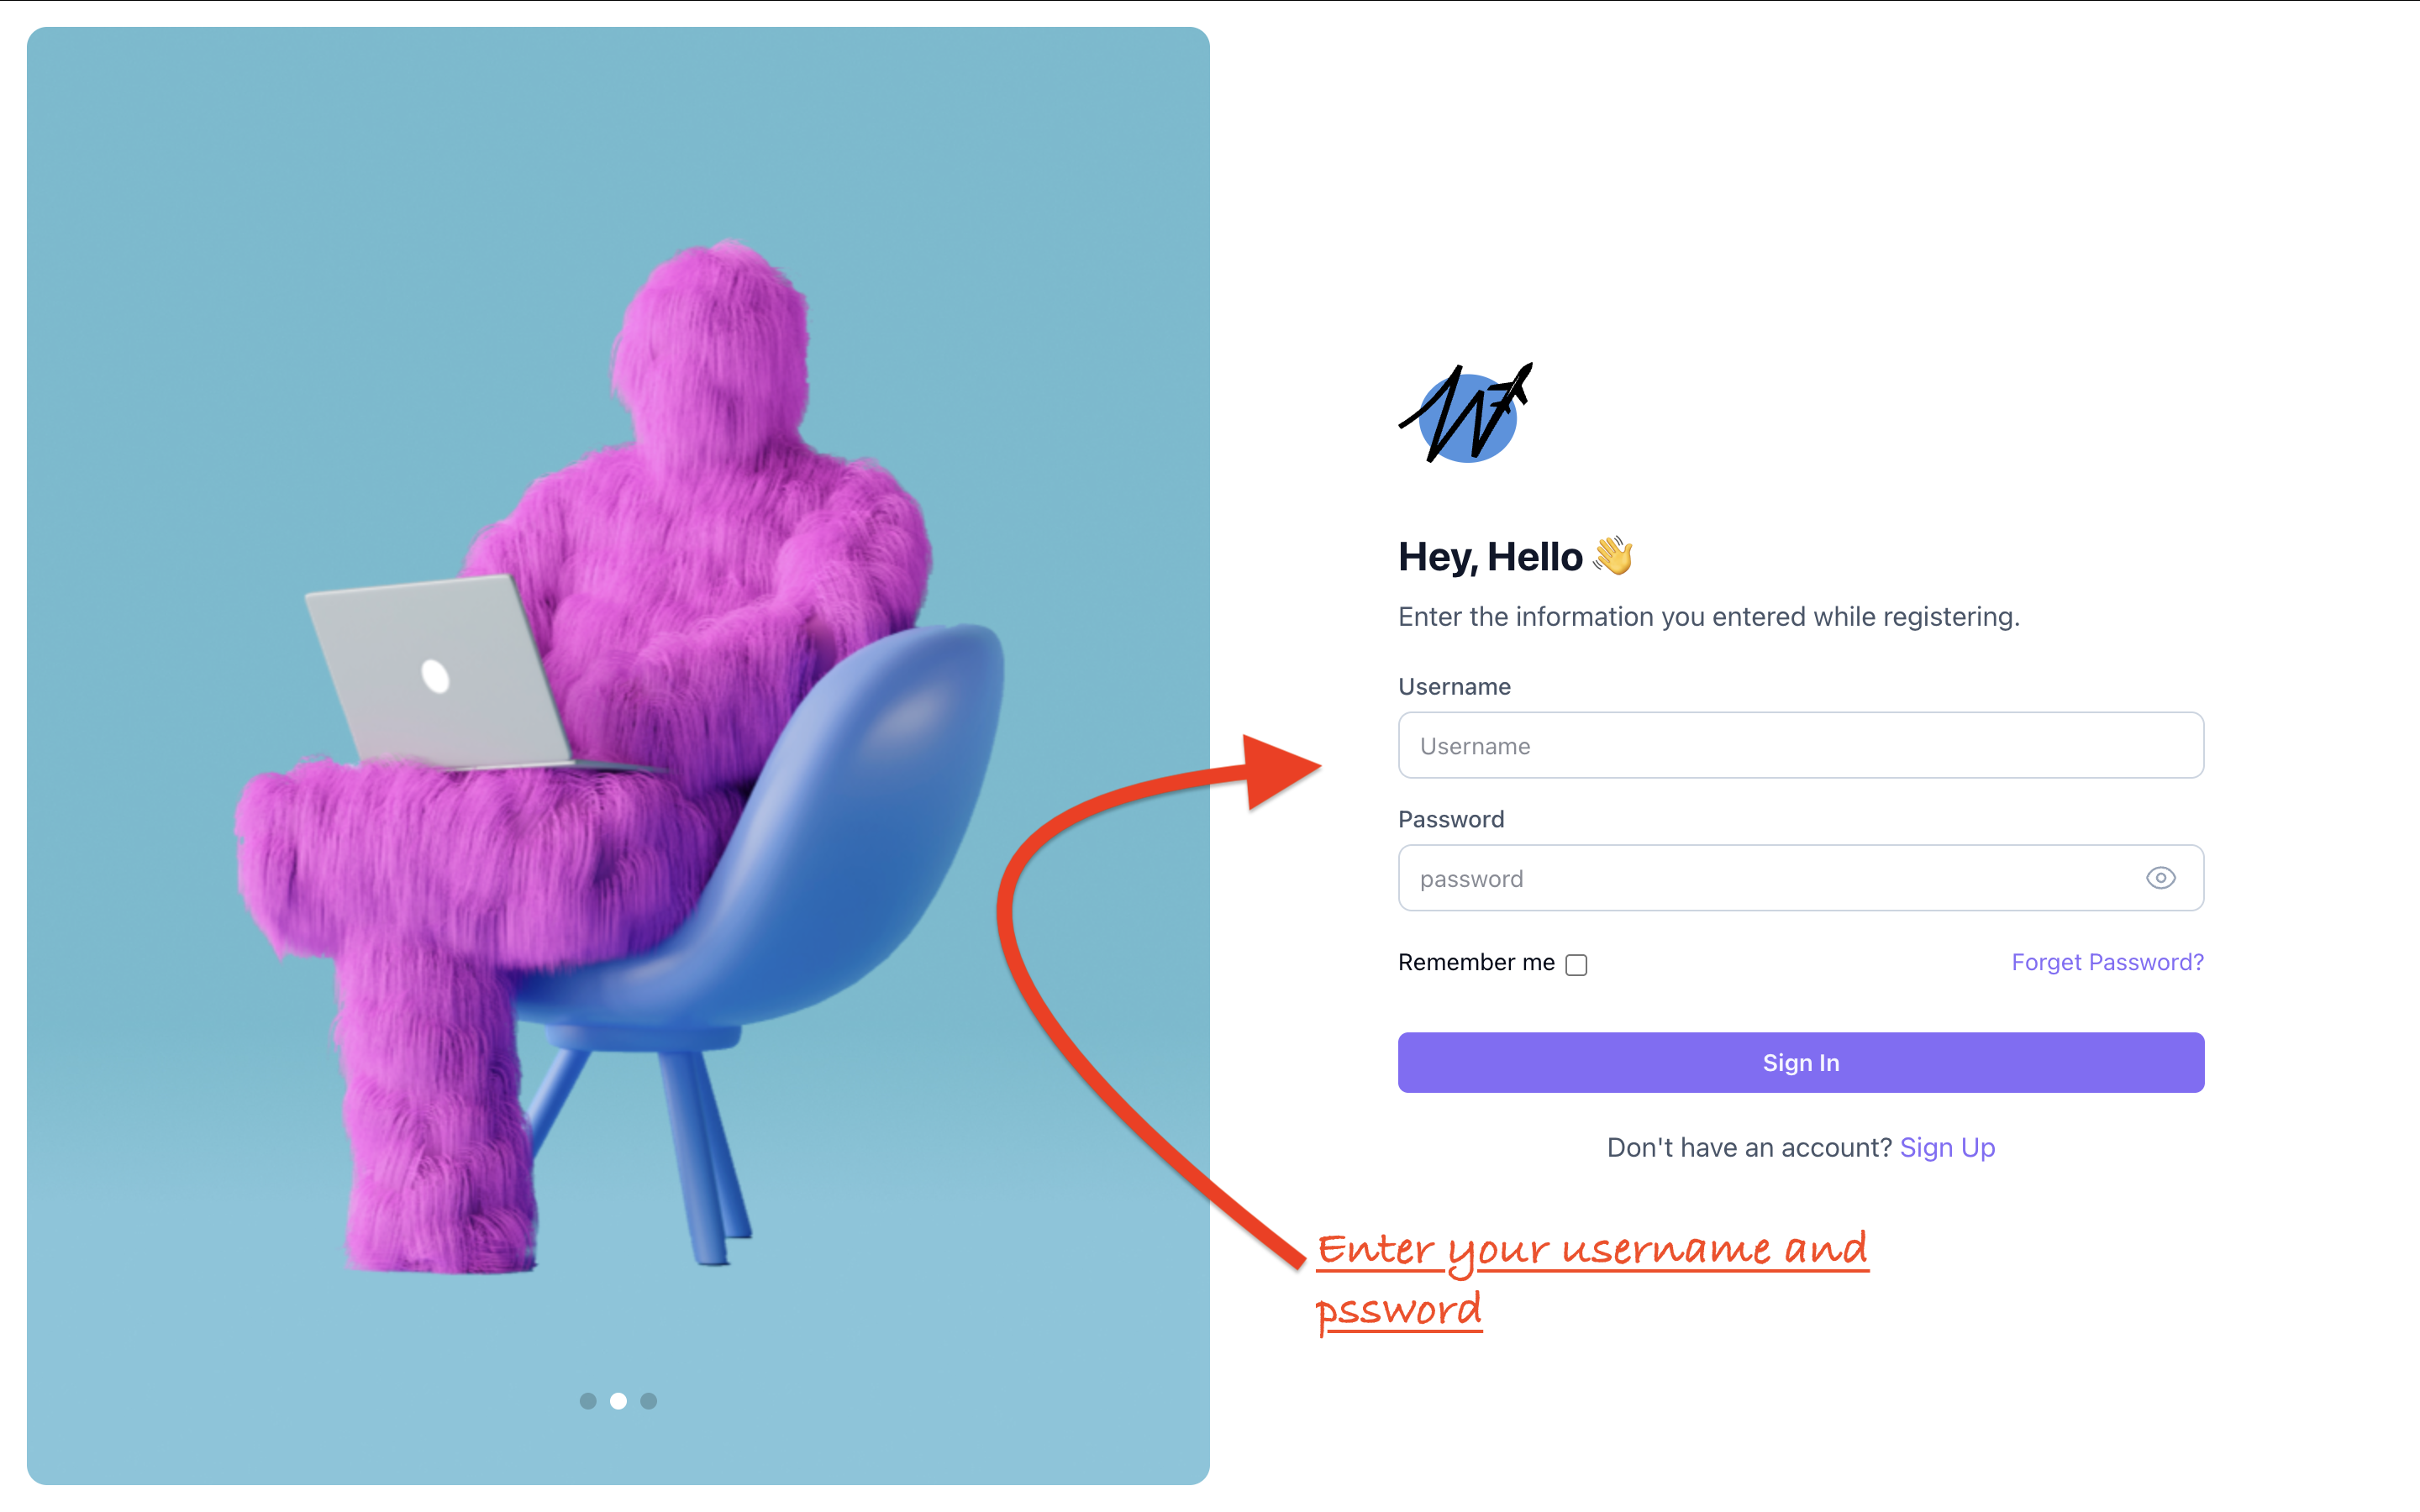 Hey, Hello 👋
Enter the information you entered while registering.
Username
Username
Password
password
Remember me
Forget Password?
Sign In
Don't have an account? Sign Up
Enter your username and
pssword